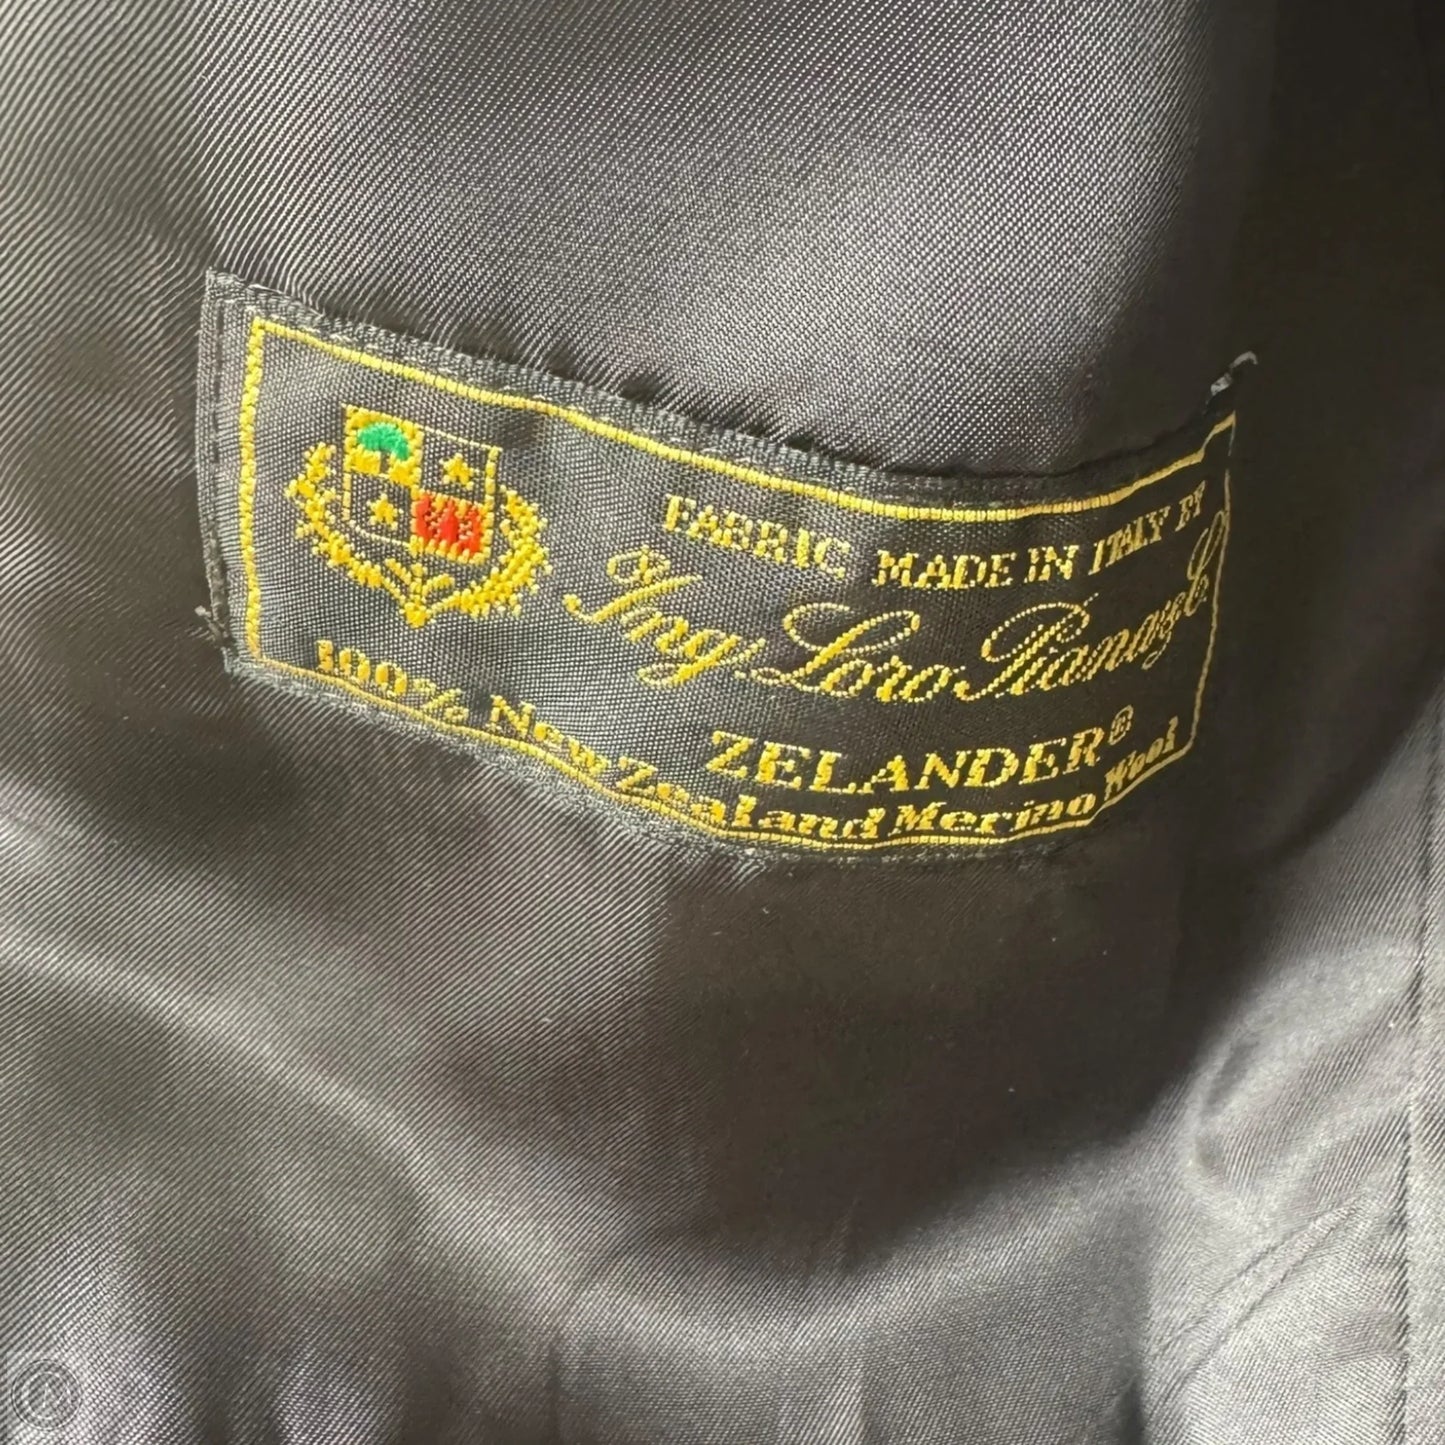 FABRIC MADE IN ITALY BY
Ing. Loro Piana & C.
ZELANDER®
100% New Zealand Merino Wool